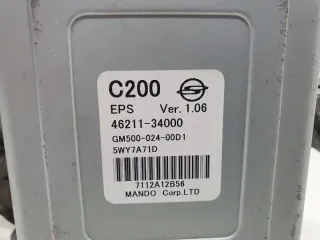 C200
EPS Ver. 1.06
46211-34000
GM500-024-00D1
5WY7A71D
7112A12B56
MANDO Corp.LTD